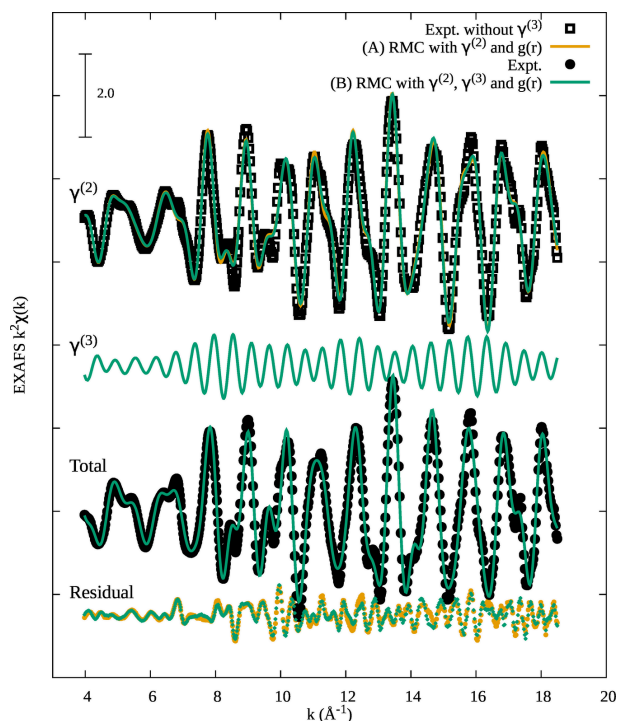 Expt. without γ(3)
(A) RMC with γ(2) and g(r)
Expt.
(B) RMC with γ(2), γ(3) and g(r)
2.0
γ(2)
γ(3)
Total
Residual
EXAFS k²χ(k)
4 6 8 10 12 14 16 18 20
k (Å⁻¹)